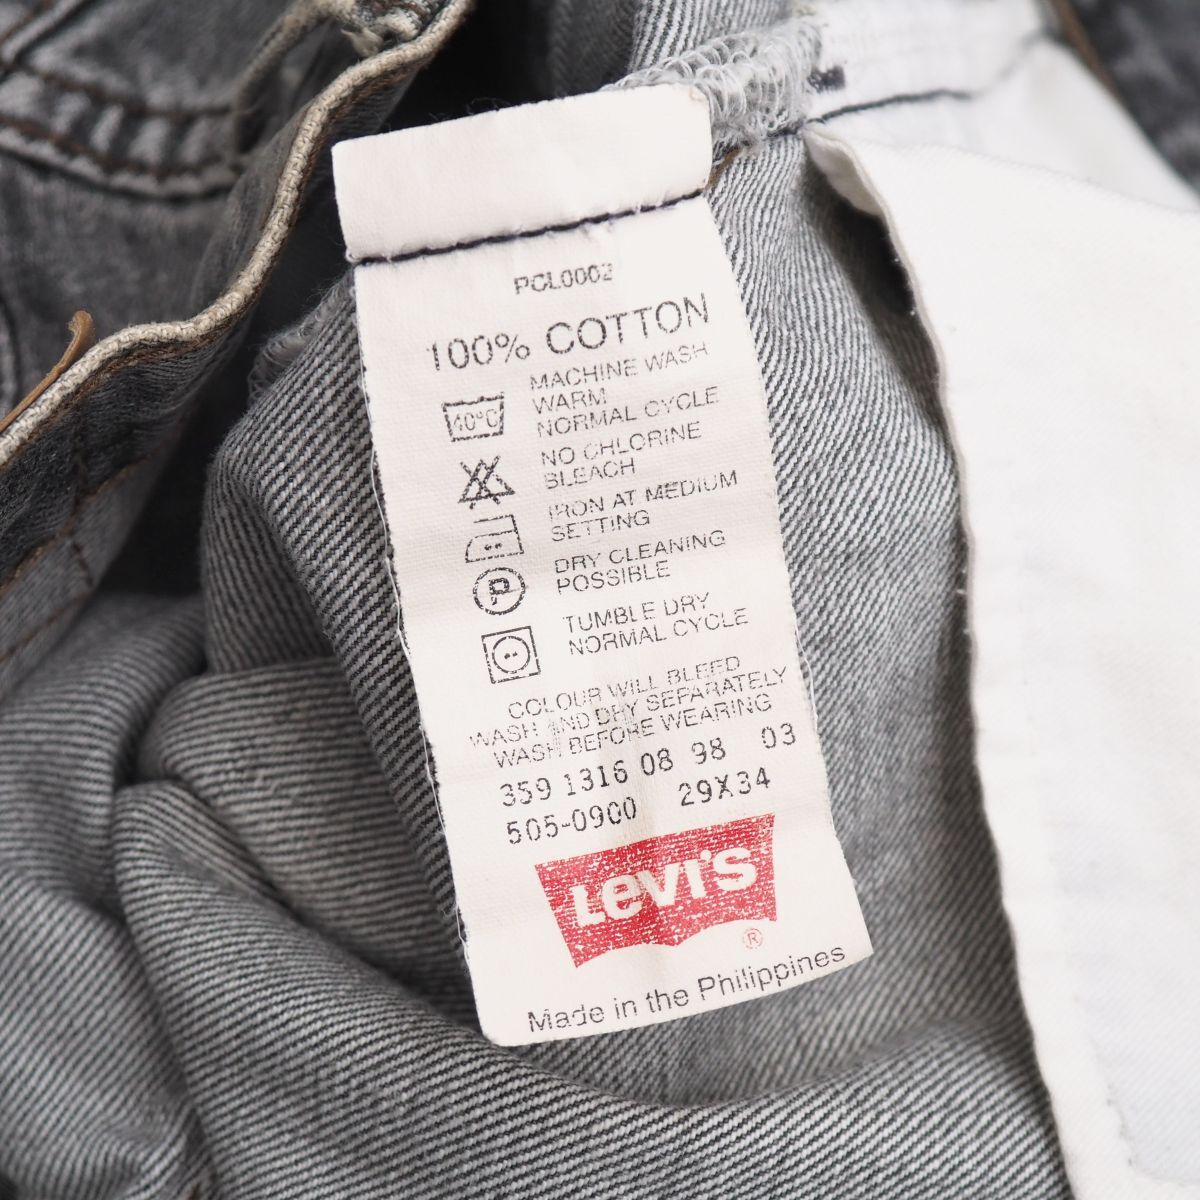 PCL0002
100% COTTON
40°C
MACHINE WASH
WARM
NORMAL CYCLE
NO CHLORINE
BLEACH
IRON AT MEDIUM
SETTING
P
DRY CLEANING
POSSIBLE
TUMBLE DRY
NORMAL CYCLE
COLOUR WILL BLEED
WASH AND DRY SEPARATELY
WASH BEFORE WEARING
359 1316 08 98 03
505-0900 29X34
LEVI'S
®
Made in the Philippines